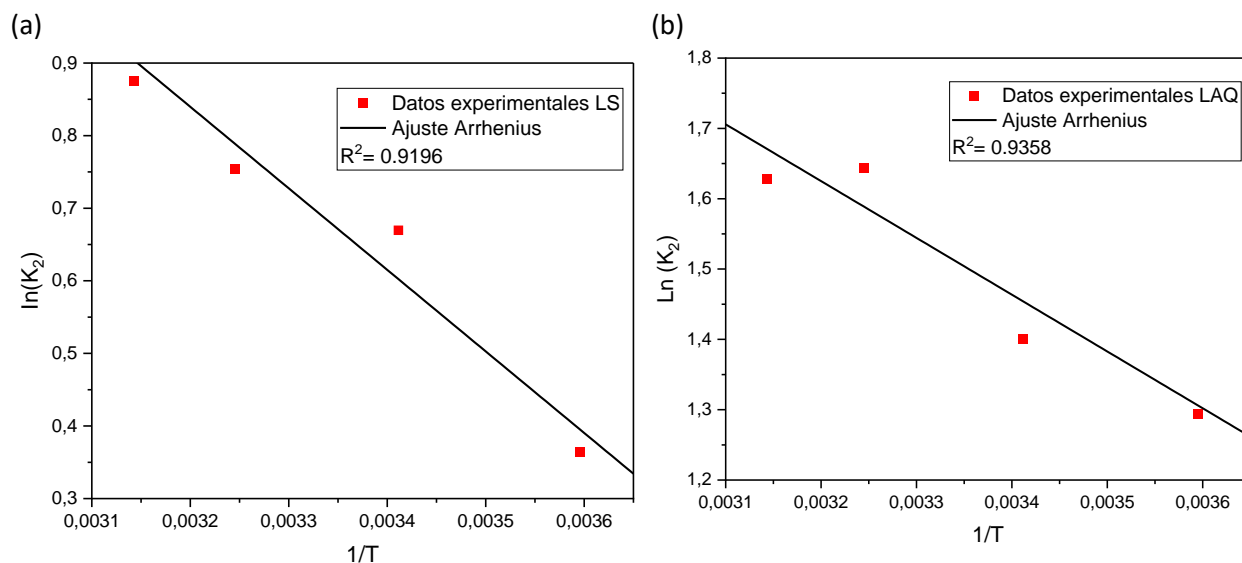 (a)
0,9
0,8
0,7
0,6
0,5
0,4
0,3
ln(K₂)
Datos experimentales LS
Ajuste Arrhenius
R²= 0.9196
0,0031 0,0032 0,0033 0,0034 0,0035 0,0036
1/T
(b)
1,8
1,7
1,6
1,5
1,4
1,3
1,2
Ln (K₂)
Datos experimentales LAQ
Ajuste Arrhenius
R²= 0.9358
0,0031 0,0032 0,0033 0,0034 0,0035 0,0036
1/T